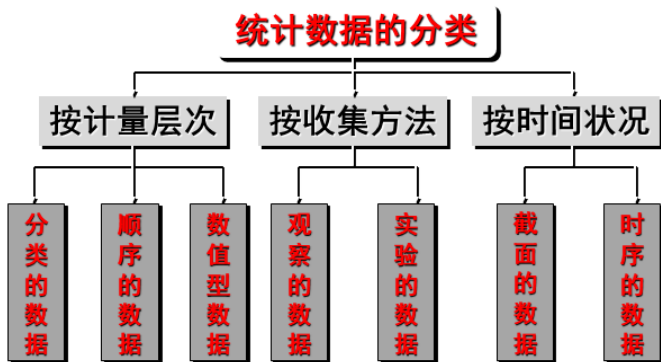 统计数据的分类
按计量层次
按收集方法
按时间状况
分类的数据
顺序的数据
数值型数据
观察的数据
实验的数据
截面的数据
时序的数据